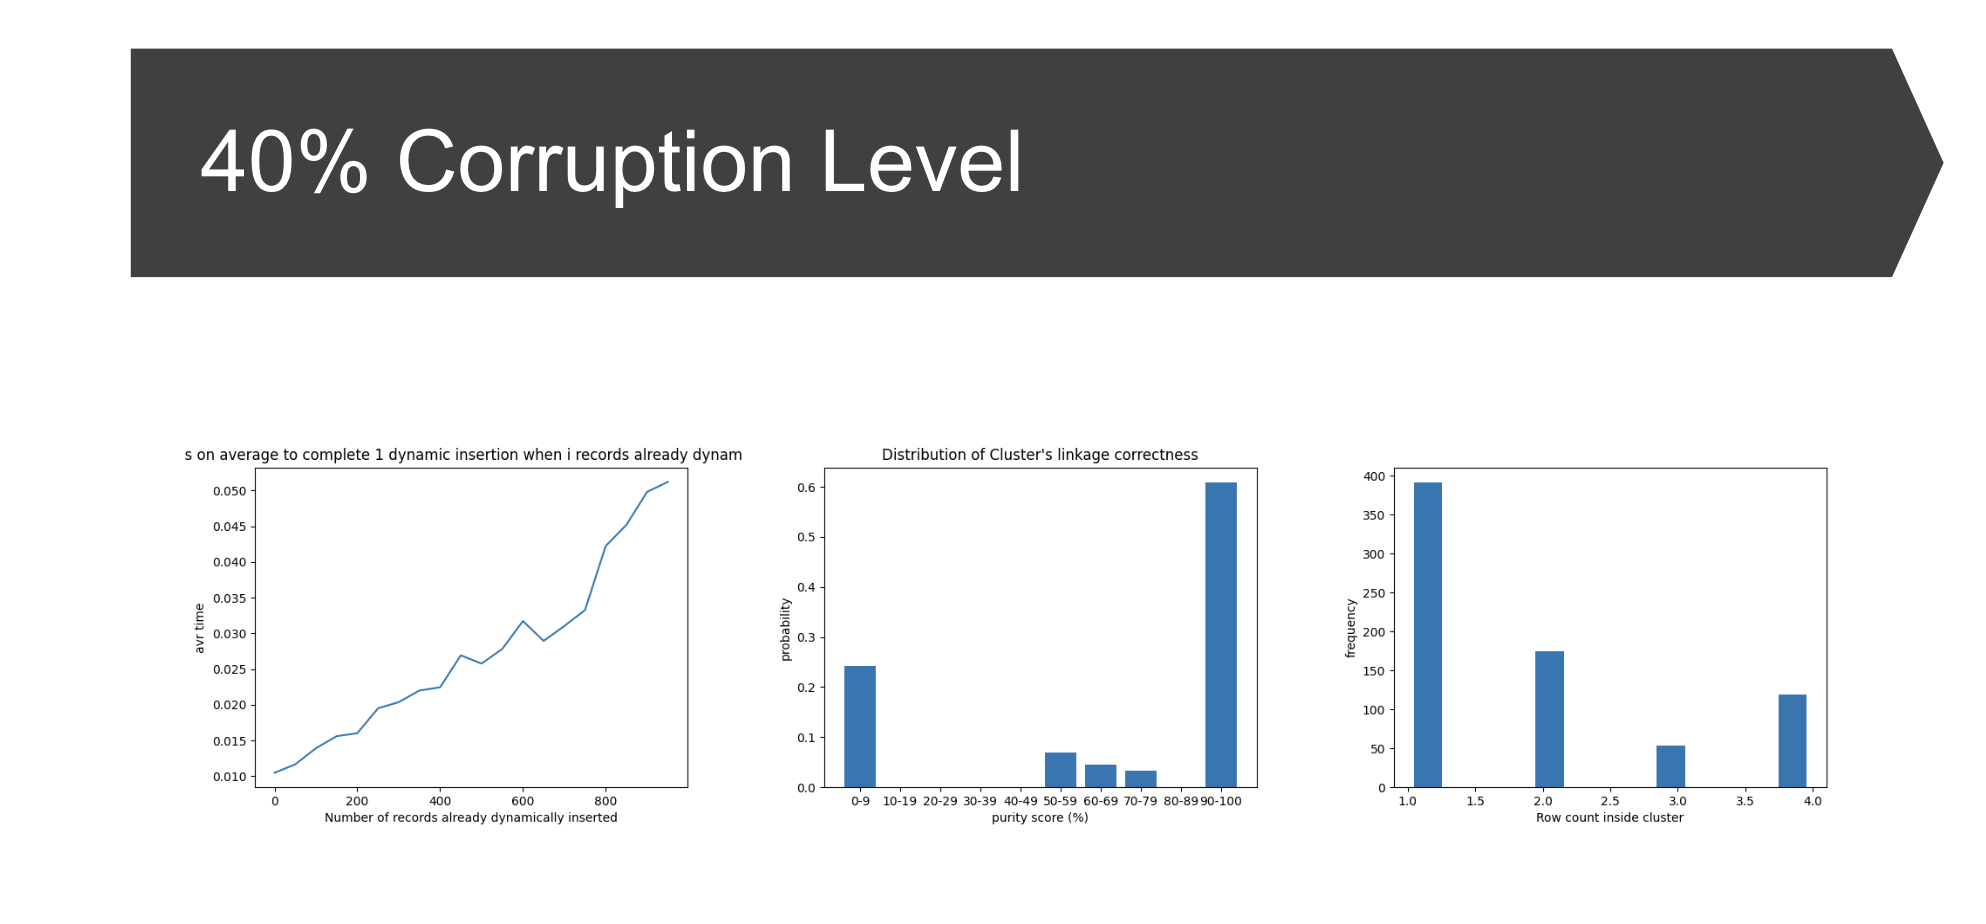 40% Corruption Level
s on average to complete 1 dynamic insertion when i records already dynam
avr time
0.050
0.045
0.040
0.035
0.030
0.025
0.020
0.015
0.010
0 200 400 600 800
Number of records already dynamically inserted
Distribution of Cluster's linkage correctness
probability
0.6
0.5
0.4
0.3
0.2
0.1
0.0
0-9 10-19 20-29 30-39 40-49 50-59 60-69 70-79 80-89 90-100
purity score (%)
frequency
400
350
300
250
200
150
100
50
0
1.0 1.5 2.0 2.5 3.0 3.5 4.0
Row count inside cluster